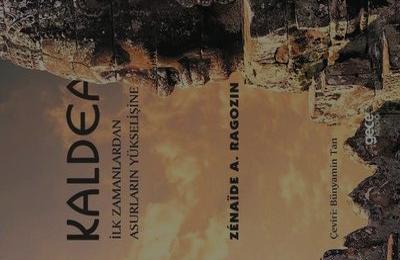 KALDEA
İLK ZAMANLARDAN
ASURLARIN YÜKSELİŞİNE
ZÉNAÏDE A. RAGOZIN
Çeviri: Bünyamin Tan
gece